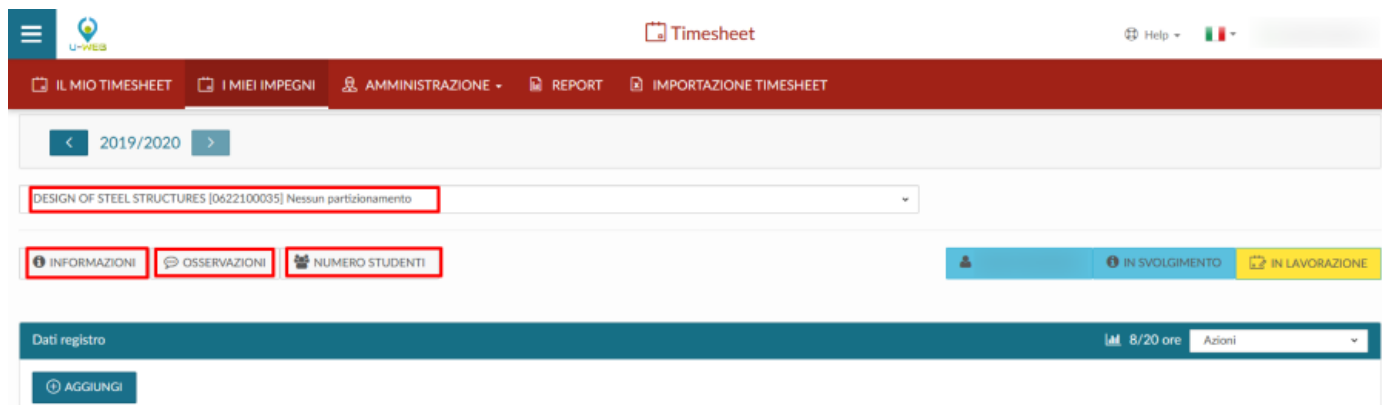 U-WEB
Timesheet
Help
IL MIO TIMESHEET
I MIEI IMPEGNI
AMMINISTRAZIONE
REPORT
IMPORTAZIONE TIMESHEET
2019/2020
DESIGN OF STEEL STRUCTURES [0622100035] Nessun partizionamento
INFORMAZIONI
OSSERVAZIONI
NUMERO STUDENTI
IN SVOLGIMENTO
IN LAVORAZIONE
Dati registro
8/20 ore
Azioni
AGGIUNGI